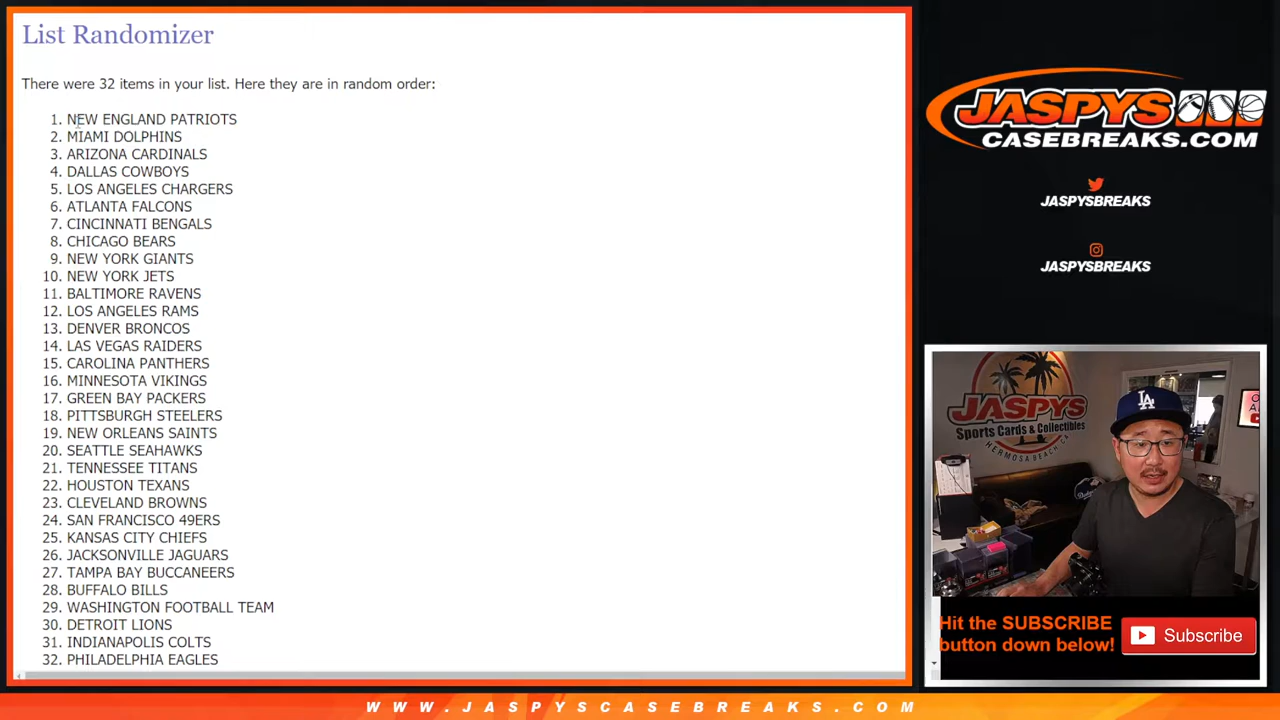 List Randomizer
There were 32 items in your list. Here they are in random order:
1. NEW ENGLAND PATRIOTS
2. MIAMI DOLPHINS
3. ARIZONA CARDINALS
4. DALLAS COWBOYS
5. LOS ANGELES CHARGERS
6. ATLANTA FALCONS
7. CINCINNATI BENGALS
8. CHICAGO BEARS
9. NEW YORK GIANTS
10. NEW YORK JETS
11. BALTIMORE RAVENS
12. LOS ANGELES RAMS
13. DENVER BRONCOS
14. LAS VEGAS RAIDERS
15. CAROLINA PANTHERS
16. MINNESOTA VIKINGS
17. GREEN BAY PACKERS
18. PITTSBURGH STEELERS
19. NEW ORLEANS SAINTS
20. SEATTLE SEAHAWKS
21. TENNESSEE TITANS
22. HOUSTON TEXANS
23. CLEVELAND BROWNS
24. SAN FRANCISCO 49ERS
25. KANSAS CITY CHIEFS
26. JACKSONVILLE JAGUARS
27. TAMPA BAY BUCCANEERS
28. BUFFALO BILLS
29. WASHINGTON FOOTBALL TEAM
30. DETROIT LIONS
31. INDIANAPOLIS COLTS
32. PHILADELPHIA EAGLES
JASPYS
CASEBREAKS.COM
JASPYSBREAKS
JASPYSBREAKS
JASPYS
Sports Cards & Collectibles
HERMOSA BEACH, CA
LA
Hit the SUBSCRIBE
button down below!
Subscribe
WWW.JASPYSCASEBREAKS.COM